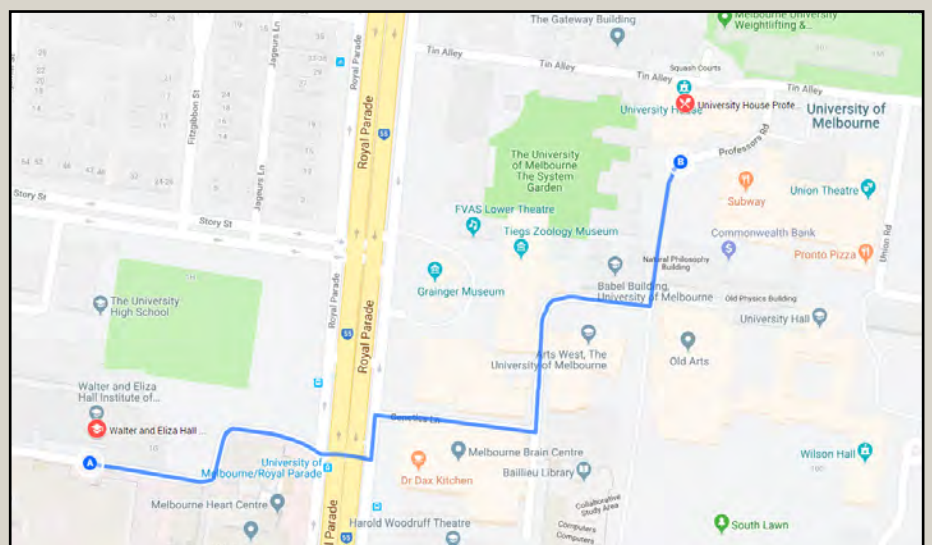 The Gateway Building
Melbourne University
Weightlifting &...
Tin Alley
Tin Alley
Squash Courts
Tin Alley
Tin Alley
University House
University House Profe...
University of
Melbourne
Professors Rd
B
Jageurs Ln
Royal Parade
Royal Parade
55
Fitzgibbon St
The University
of Melbourne
The System
Garden
Subway
Union Theatre
Story St
Jageurs Ln
Story St
FVAS Lower Theatre
Tiegs Zoology Museum
Commonwealth Bank
Union Rd
Pronto Pizza
Natural Philosophy
Building
Grainger Museum
Babel Building,
University of Melbourne
Old Physics Building
The University
High School
Royal Parade
Royal Parade
55
University Hall
Arts West, The
University of Melbourne
Old Arts
Walter and Eliza
Hall Institute of...
Walter and Eliza Hall ...
Genetics Ln
A
10
University of
Melbourne/Royal Parade
Melbourne Brain Centre
Wilson Hall
Dr Dax Kitchen
Baillieu Library
Melbourne Heart Centre
Collaborative
Study Area
Harold Woodruff Theatre
Computers
Computers
South Lawn
55